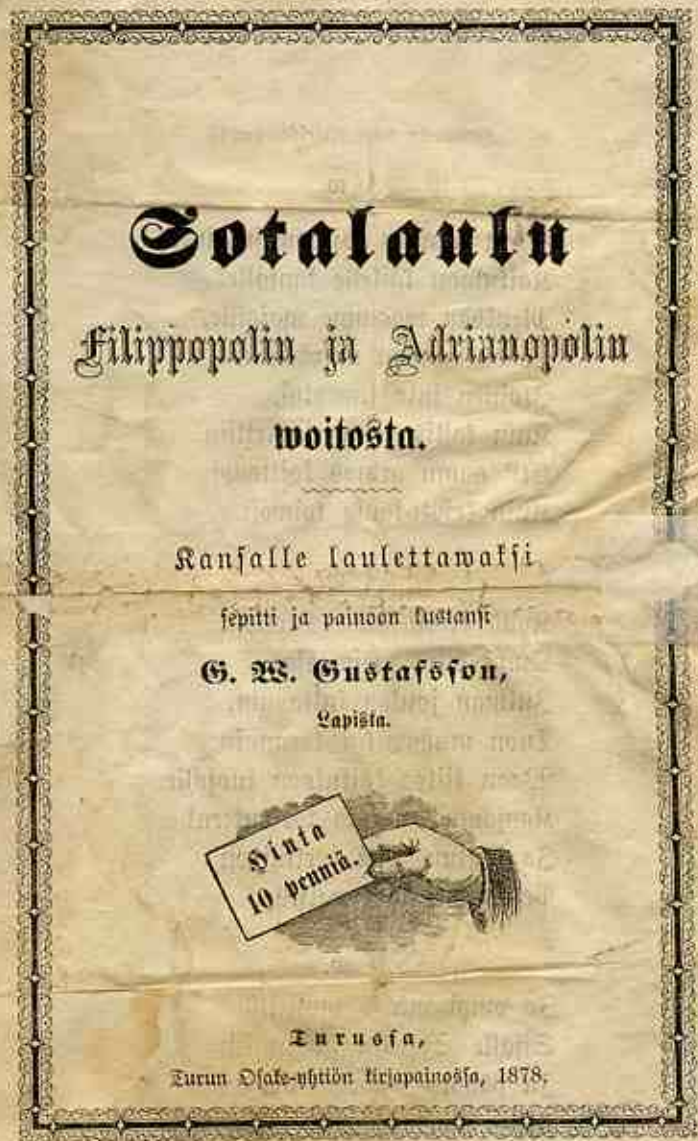 Sotalaulu
Filippopolin ja Adrianopolin
woitosta.
Kansalle laulettawaksi
sepitti ja painoon kustansi
G. W. Gustafsson,
Lapista.
Hinta
10 penniä.
Turussa,
Turun Osake-yhtiön kirjapainossa, 1878.